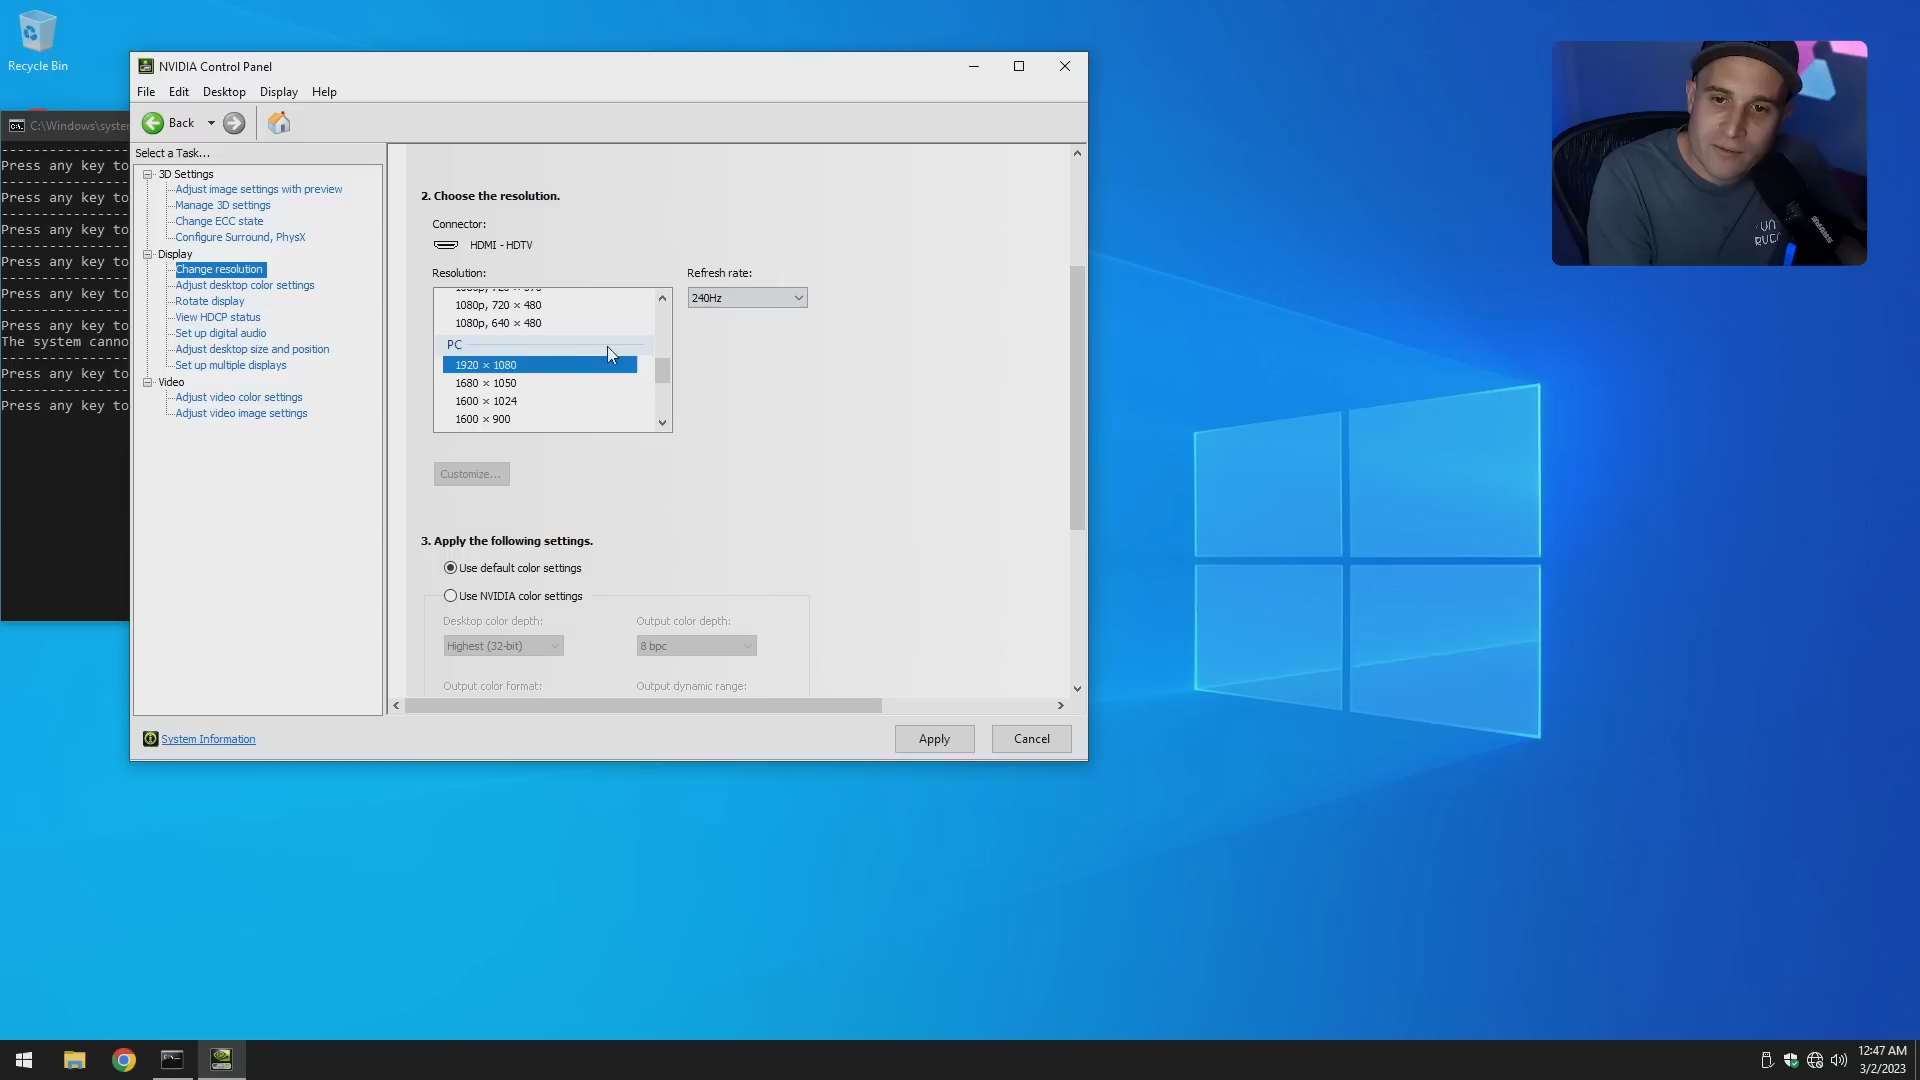 Recycle Bin
C:\Windows\syster
Press any key to
Press any key to
Press any key to
Press any key to
Press any key to
Press any key to
The system canno
Press any key to
Press any key to
NVIDIA Control Panel
File Edit Desktop Display Help
Back
Select a Task...
3D Settings
Adjust image settings with preview
Manage 3D settings
Change ECC state
Configure Surround, PhysX
Display
Change resolution
Adjust desktop color settings
Rotate display
View HDCP status
Set up digital audio
Adjust desktop size and position
Set up multiple displays
Video
Adjust video color settings
Adjust video image settings
System Information
2. Choose the resolution.
Connector:
HDMI - HDTV
Resolution:
Refresh rate:
240Hz
1080p, 720 × 480
1080p, 640 × 480
PC
1920 × 1080
1680 × 1050
1600 × 1024
1600 × 900
Customize...
3. Apply the following settings.
Use default color settings
Use NVIDIA color settings
Desktop color depth:
Output color depth:
Highest (32-bit)
8 bpc
Output color format:
Output dynamic range:
Apply
Cancel
12:47 AM
3/2/2023